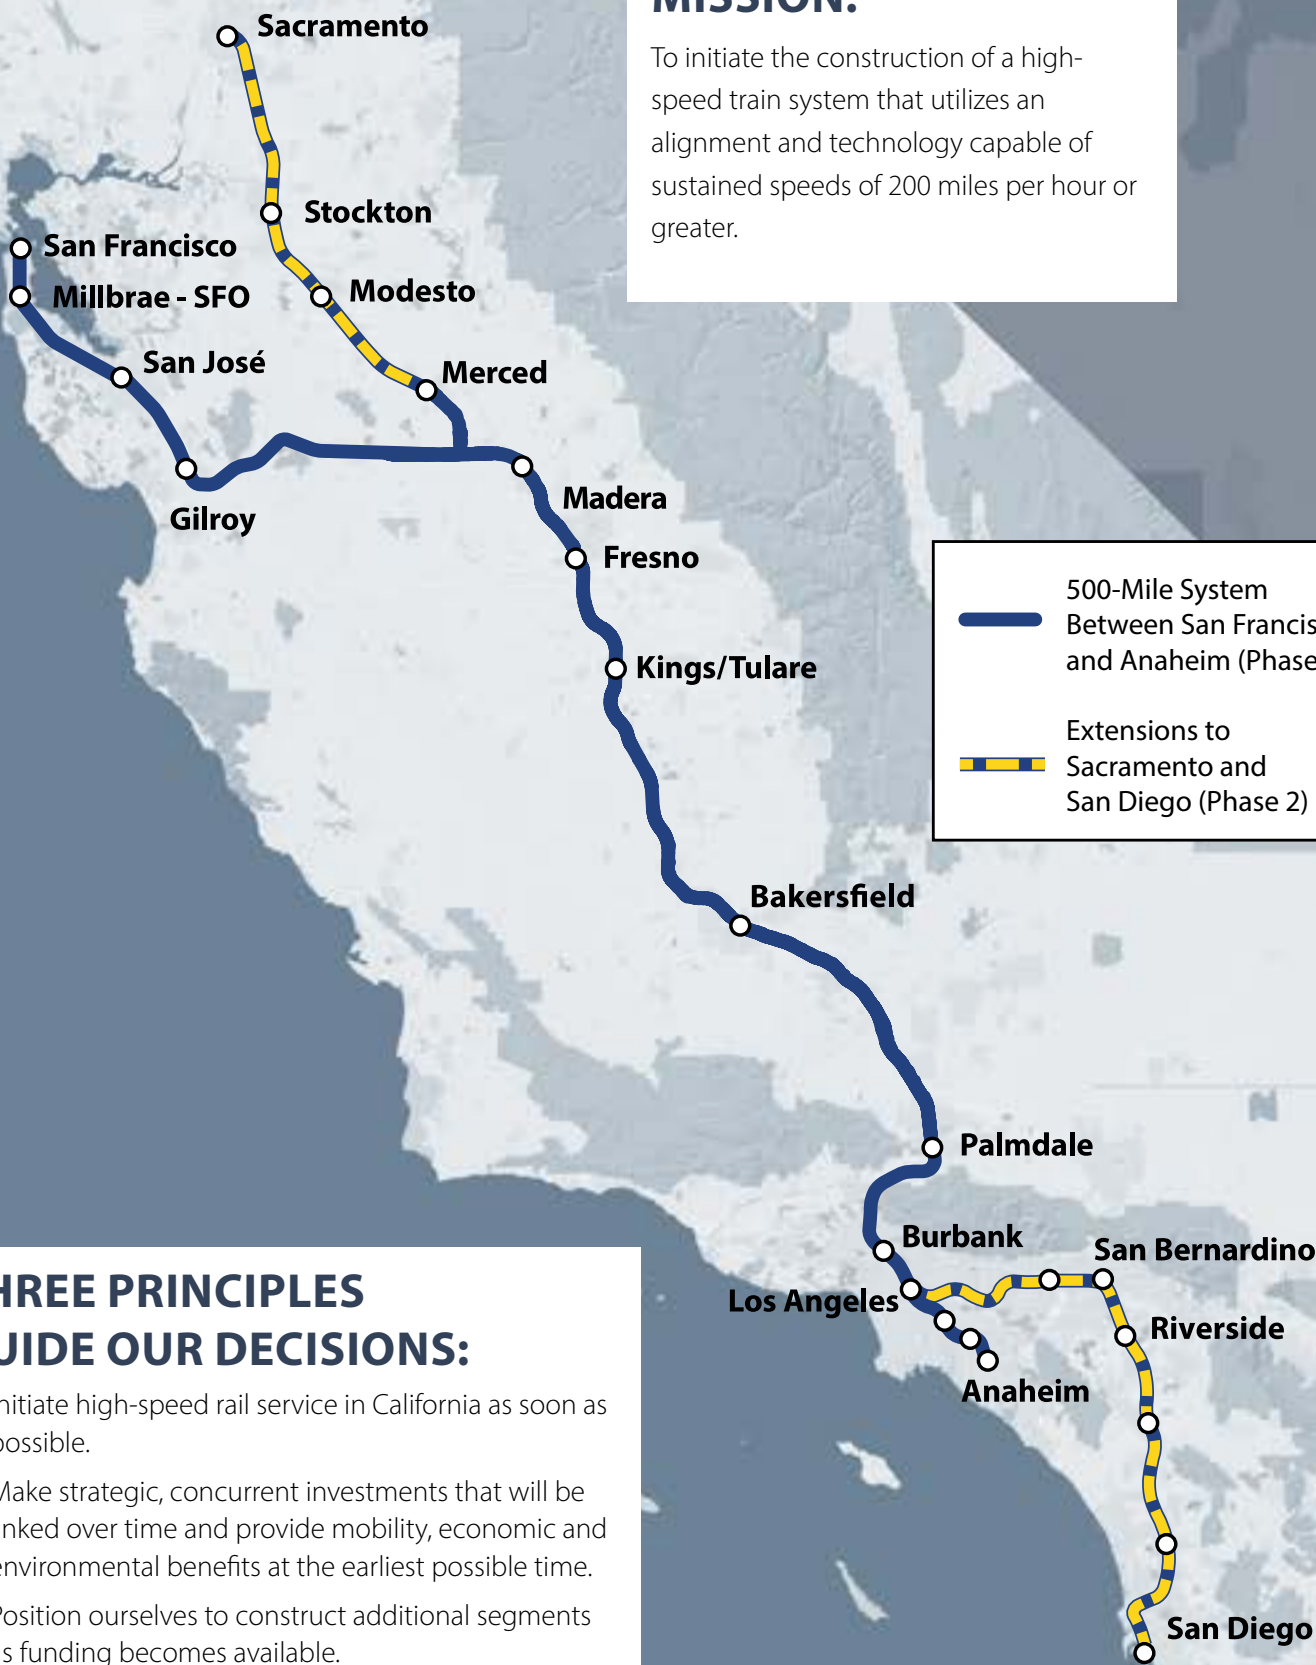 MISSION:
To initiate the construction of a high-
speed train system that utilizes an
alignment and technology capable of
sustained speeds of 200 miles per hour or
greater.
Sacramento
Stockton
San Francisco
Millbrae - SFO
Modesto
San José
Merced
Gilroy
Madera
Fresno
Kings/Tulare
500-Mile System
Between San Francis
and Anaheim (Phase
Extensions to
Sacramento and
San Diego (Phase 2)
Bakersfield
Palmdale
Burbank
San Bernardino
Los Angeles
Riverside
Anaheim
San Diego
HREE PRINCIPLES
UIDE OUR DECISIONS:
nitiate high-speed rail service in California as soon as
possible.
Make strategic, concurrent investments that will be
inked over time and provide mobility, economic and
environmental benefits at the earliest possible time.
Position ourselves to construct additional segments
as funding becomes available.